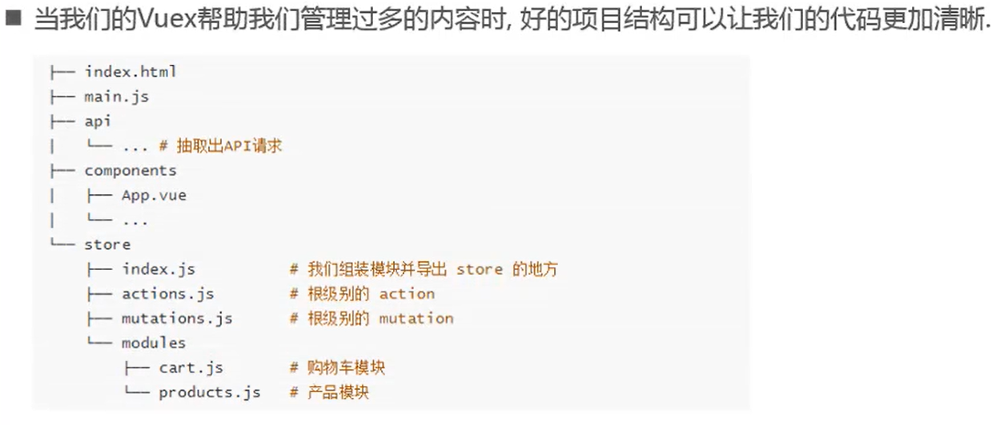 ■ 当我们的Vuex帮助我们管理过多的内容时, 好的项目结构可以让我们的代码更加清晰.
├── index.html
├── main.js
├── api
│   └── ... # 抽取出API请求
├── components
│   ├── App.vue
│   └── ...
└── store
    ├── index.js          # 我们组装模块并导出 store 的地方
    ├── actions.js        # 根级别的 action
    ├── mutations.js      # 根级别的 mutation
    └── modules
        ├── cart.js       # 购物车模块
        └── products.js   # 产品模块